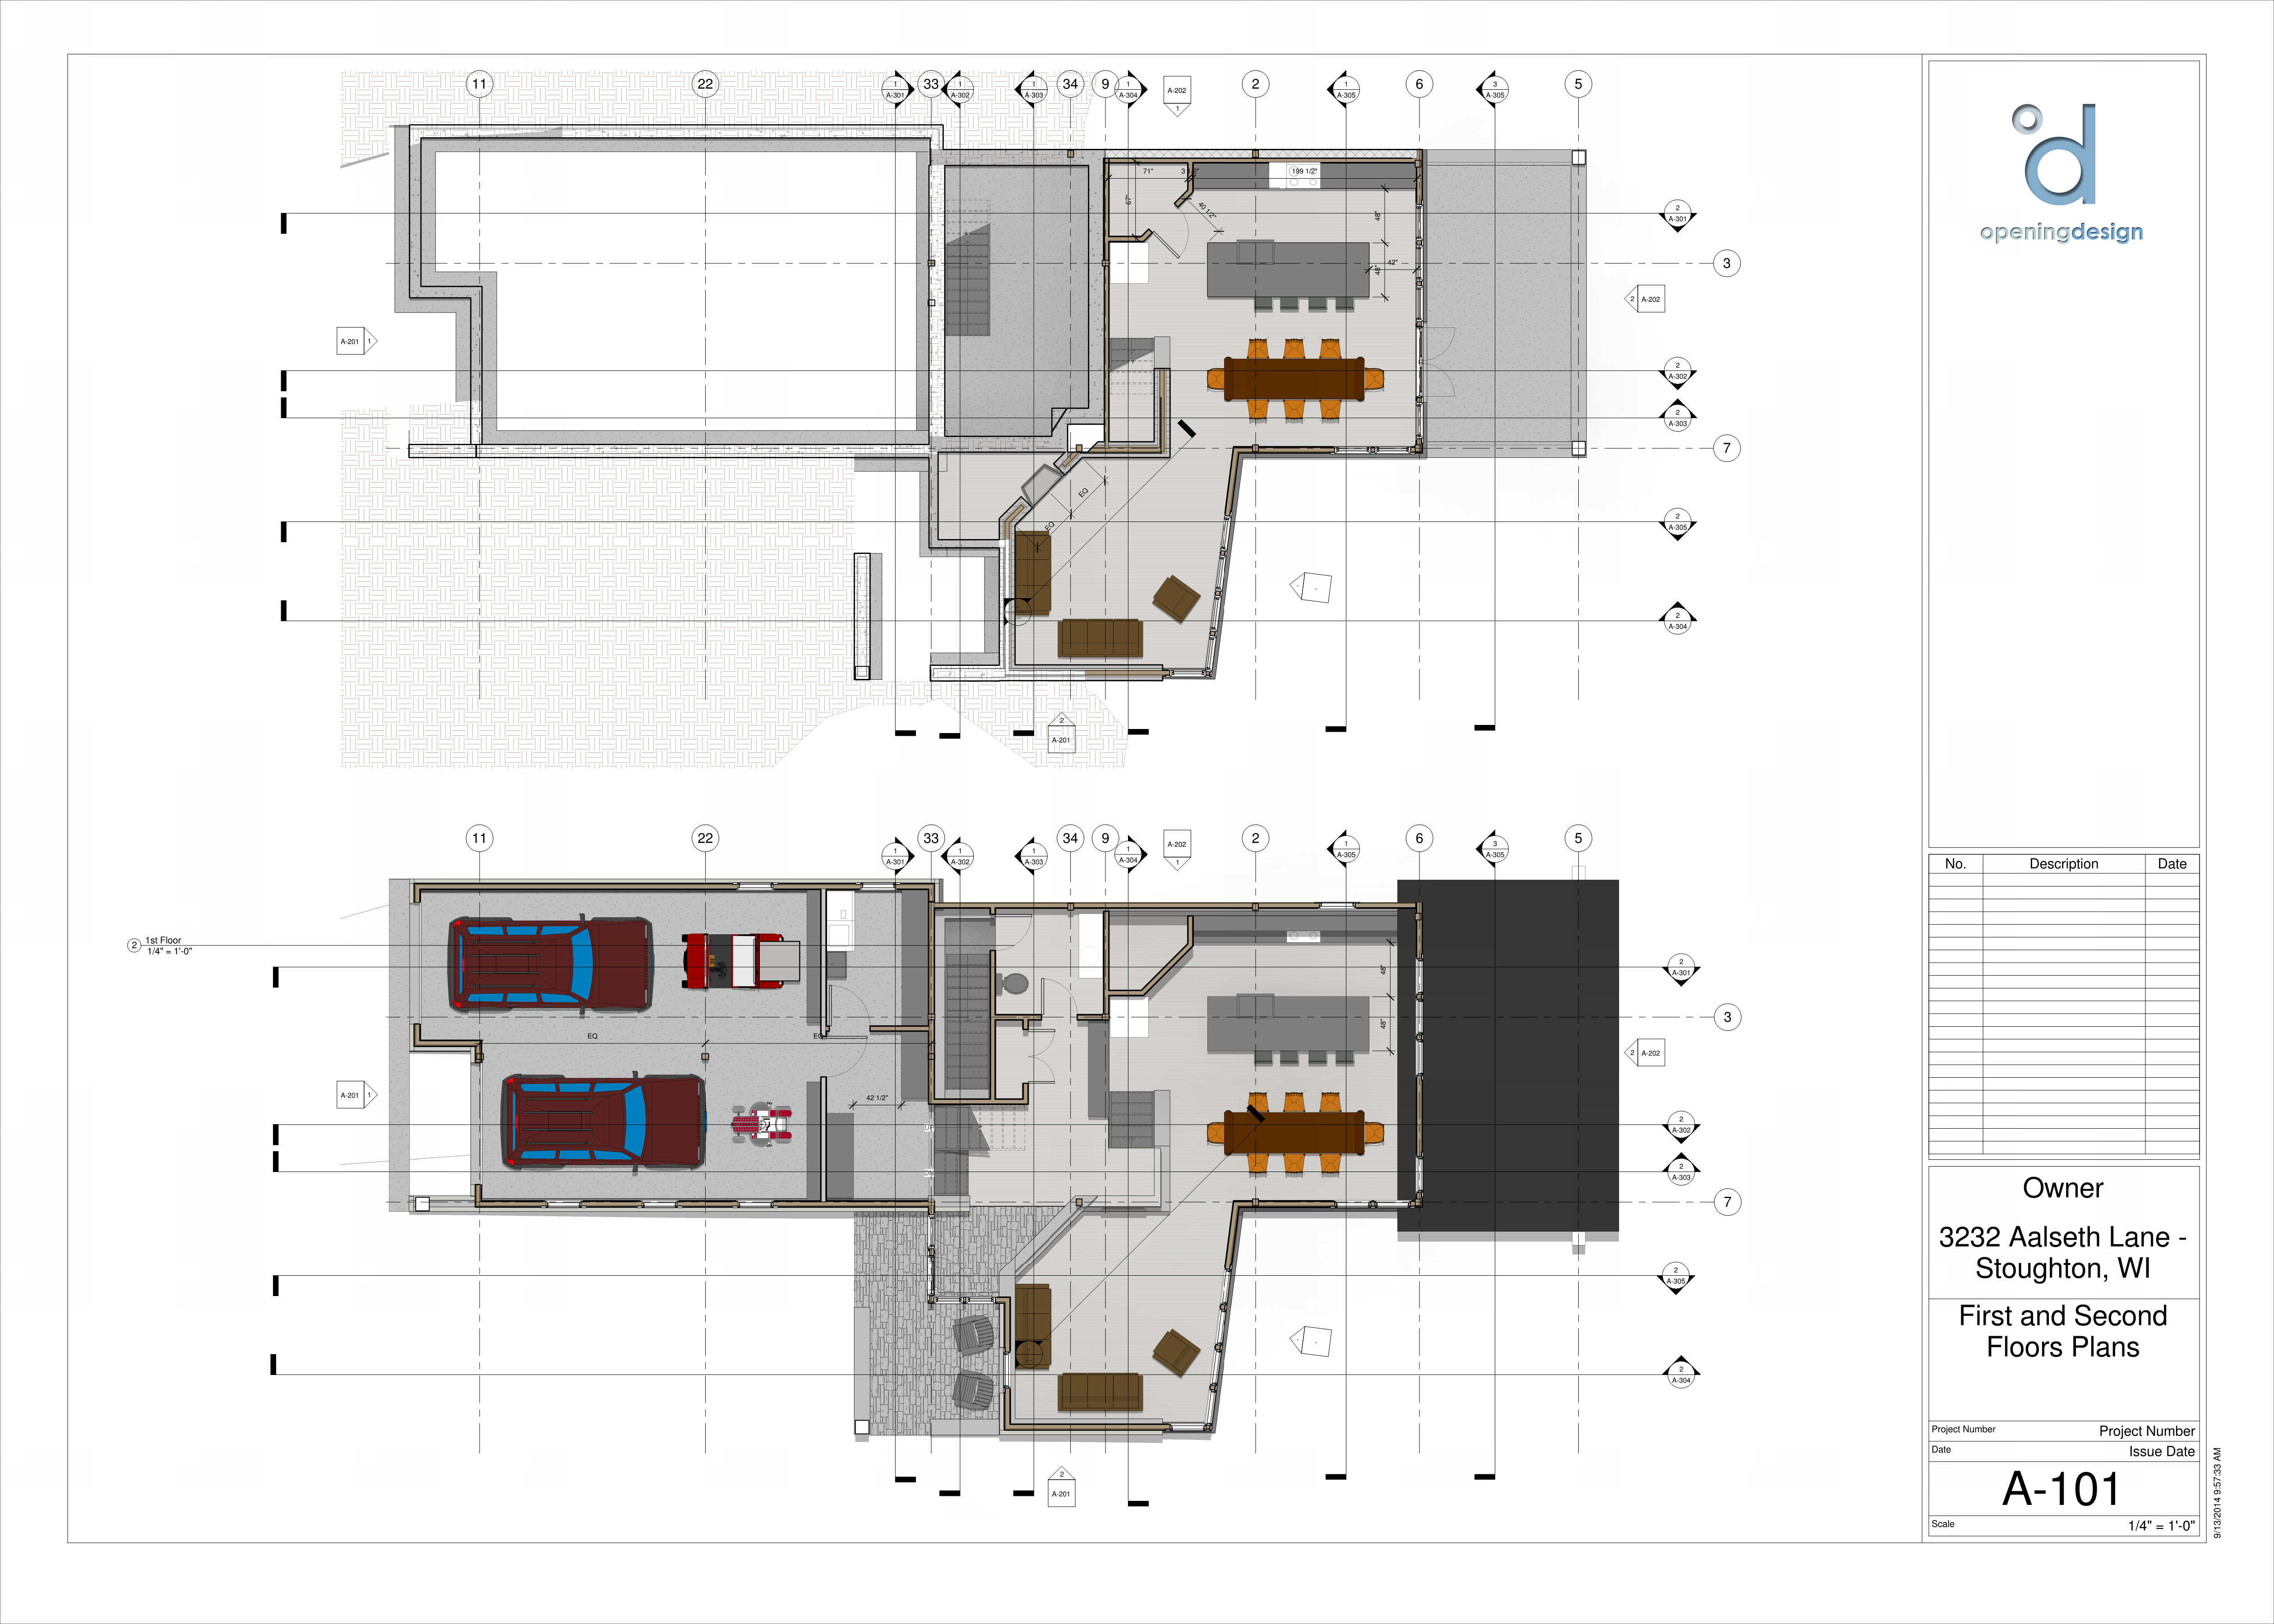 11
22
1
A-301
33
1
A-302
1
A-303
34
9
1
A-304
A-202
1
2
1
A-305
6
3
A-305
5
71"
3 1/2"
199 1/2"
67"
40 1/2"
48"
48"
42"
2
A-301
3
2
A-202
A-201
1
2
A-302
2
A-303
7
EQ
EQ
2
A-305
2
A-304
2
A-201
11
22
1
A-301
33
1
A-302
1
A-303
34
9
1
A-304
A-202
1
2
1
A-305
6
3
A-305
5
2
1st Floor
1/4" = 1'-0"
48"
48"
2
A-301
3
EQ
EQ
2
A-202
A-201
1
42 1/2"
UP
DN
2
A-302
2
A-303
7
2
A-305
2
A-304
2
A-201
openingdesign
No.
Description
Date
Owner
3232 Aalseth Lane -
Stoughton, WI
First and Second
Floors Plans
Project Number
Project Number
Date
Issue Date
A-101
Scale
1/4" = 1'-0"
9/13/2014 9:57:33 AM